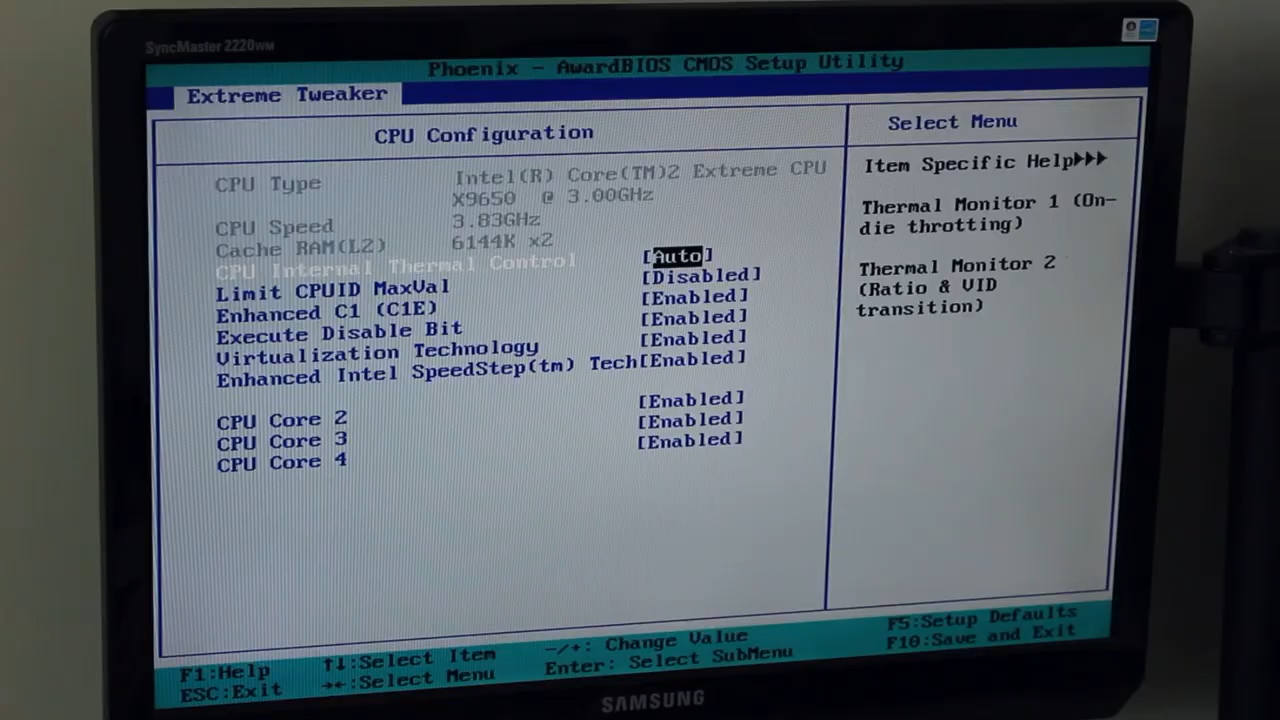 SyncMaster 2220WM
Phoenix - AwardBIOS CMOS Setup Utility
Extreme Tweaker
CPU Configuration
Select Menu
CPU Type Intel(R) Core(TM)2 Extreme CPU
X9650 @ 3.00GHz
CPU Speed 3.83GHz
Cache RAM(L2) 6144K x2
CPU Internal Thermal Control [Auto]
Limit CPUID MaxVal [Disabled]
Enhanced C1 (C1E) [Enabled]
Execute Disable Bit [Enabled]
Virtualization Technology [Enabled]
Enhanced Intel SpeedStep(tm) Tech[Enabled]
CPU Core 2 [Enabled]
CPU Core 3 [Enabled]
CPU Core 4 [Enabled]
Item Specific Help►►►
Thermal Monitor 1 (On-
die throtting)
Thermal Monitor 2
(Ratio & VID
transition)
F1:Help ↑↓:Select Item -/+: Change Value F5:Setup Defaults
ESC:Exit →←:Select Menu Enter: Select SubMenu F10:Save and Exit
SAMSUNG